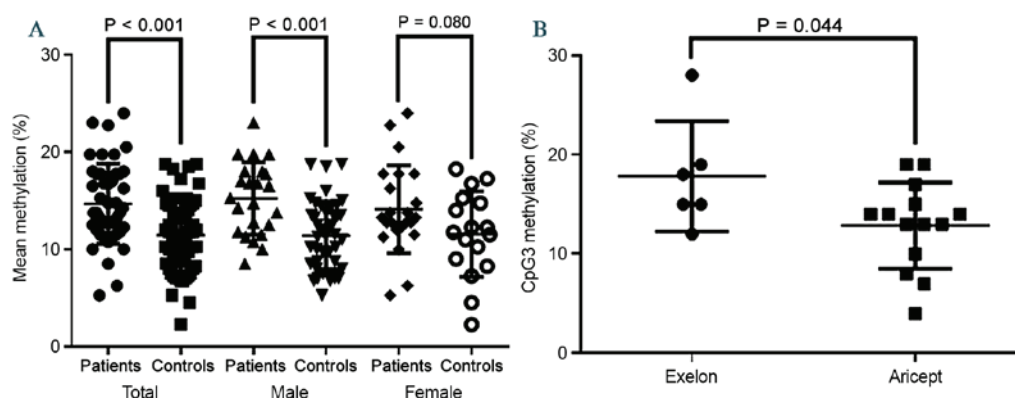 A
P < 0.001
P < 0.001
P = 0.080
Mean methylation (%)
30
20
10
0
Patients Controls Patients Controls Patients Controls
Total Male Female
B
P = 0.044
CpG3 methylation (%)
30
20
10
0
Exelon Aricept